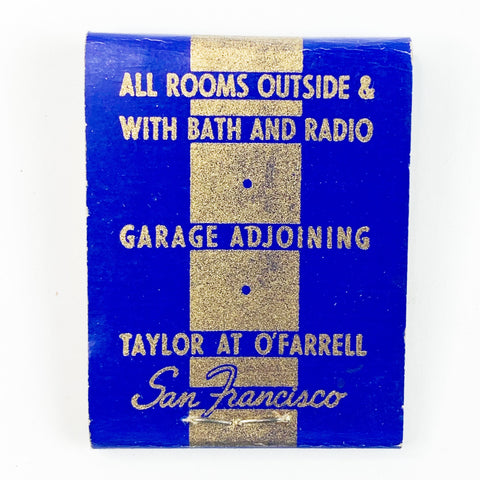 ALL ROOMS OUTSIDE &
WITH BATH AND RADIO
GARAGE ADJOINING
TAYLOR AT O'FARRELL
San Francisco